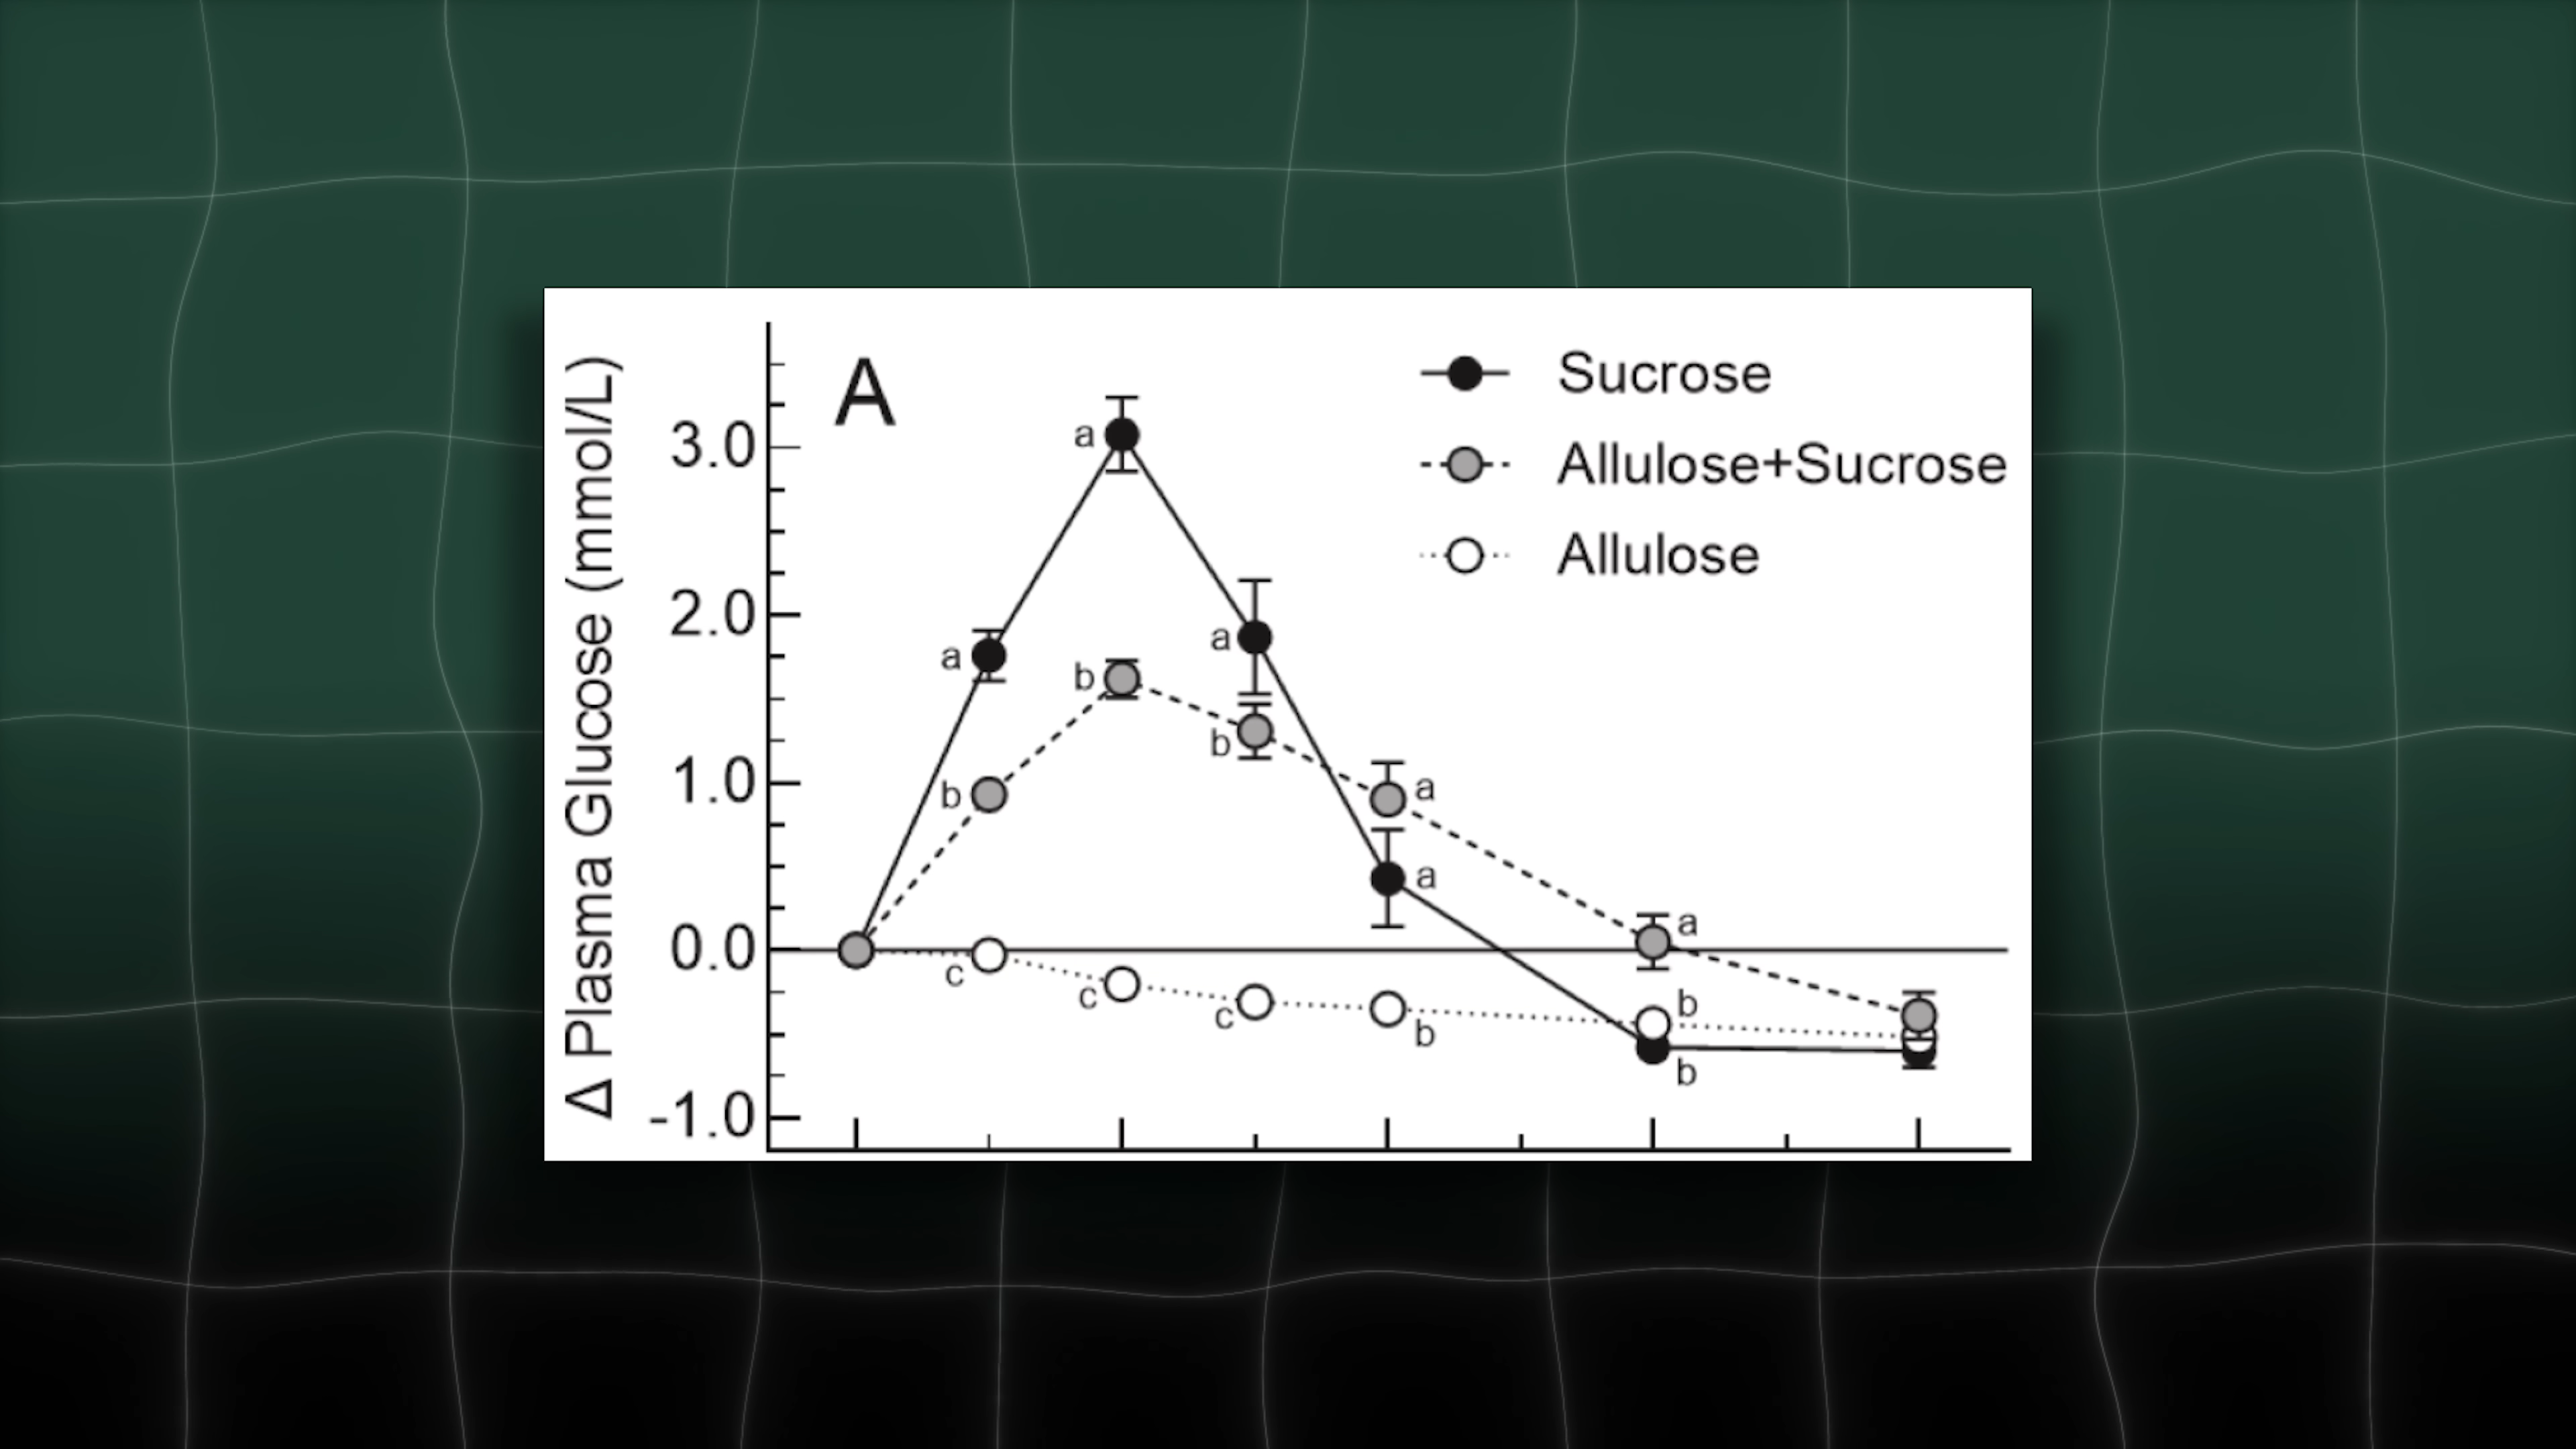 A
Δ Plasma Glucose (mmol/L)
3.0
2.0
1.0
0.0
-1.0
Sucrose
Allulose+Sucrose
Allulose
a
a
b
a
b
b
a
a
a
c
c
c
b
b
b